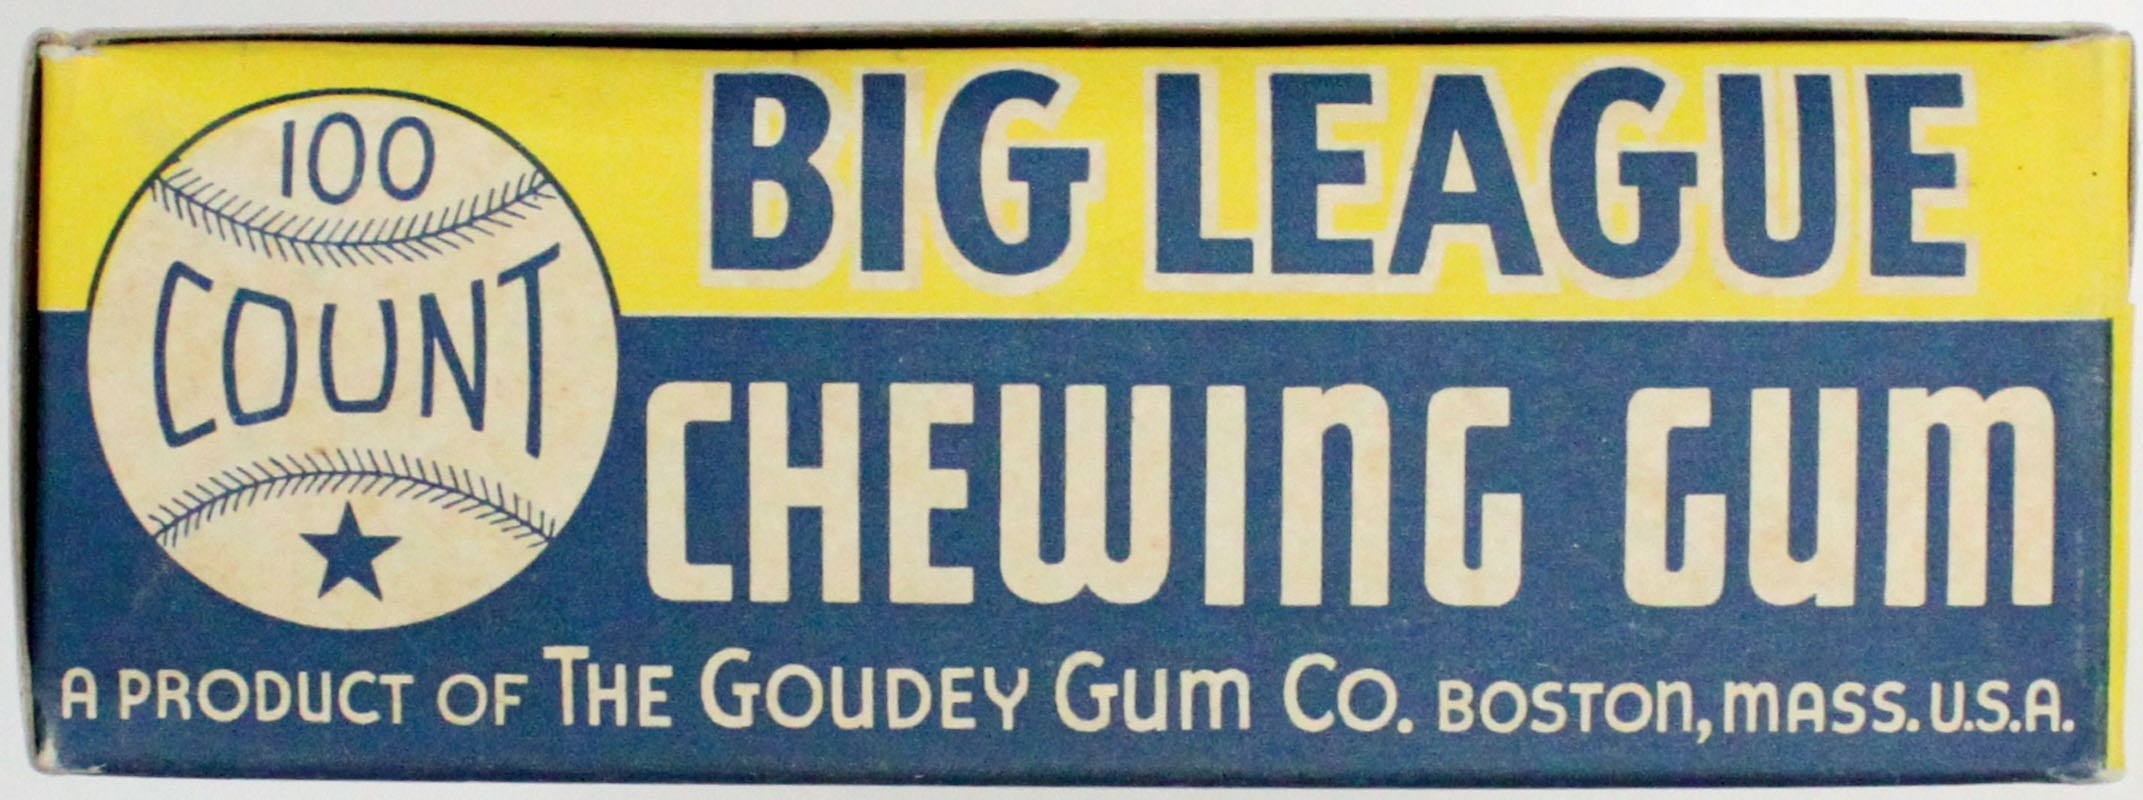 100
COUNT
BIG LEAGUE
CHEWING GUM
A PRODUCT OF THE GOUDEY GUM CO. BOSTON, MASS. U.S.A.